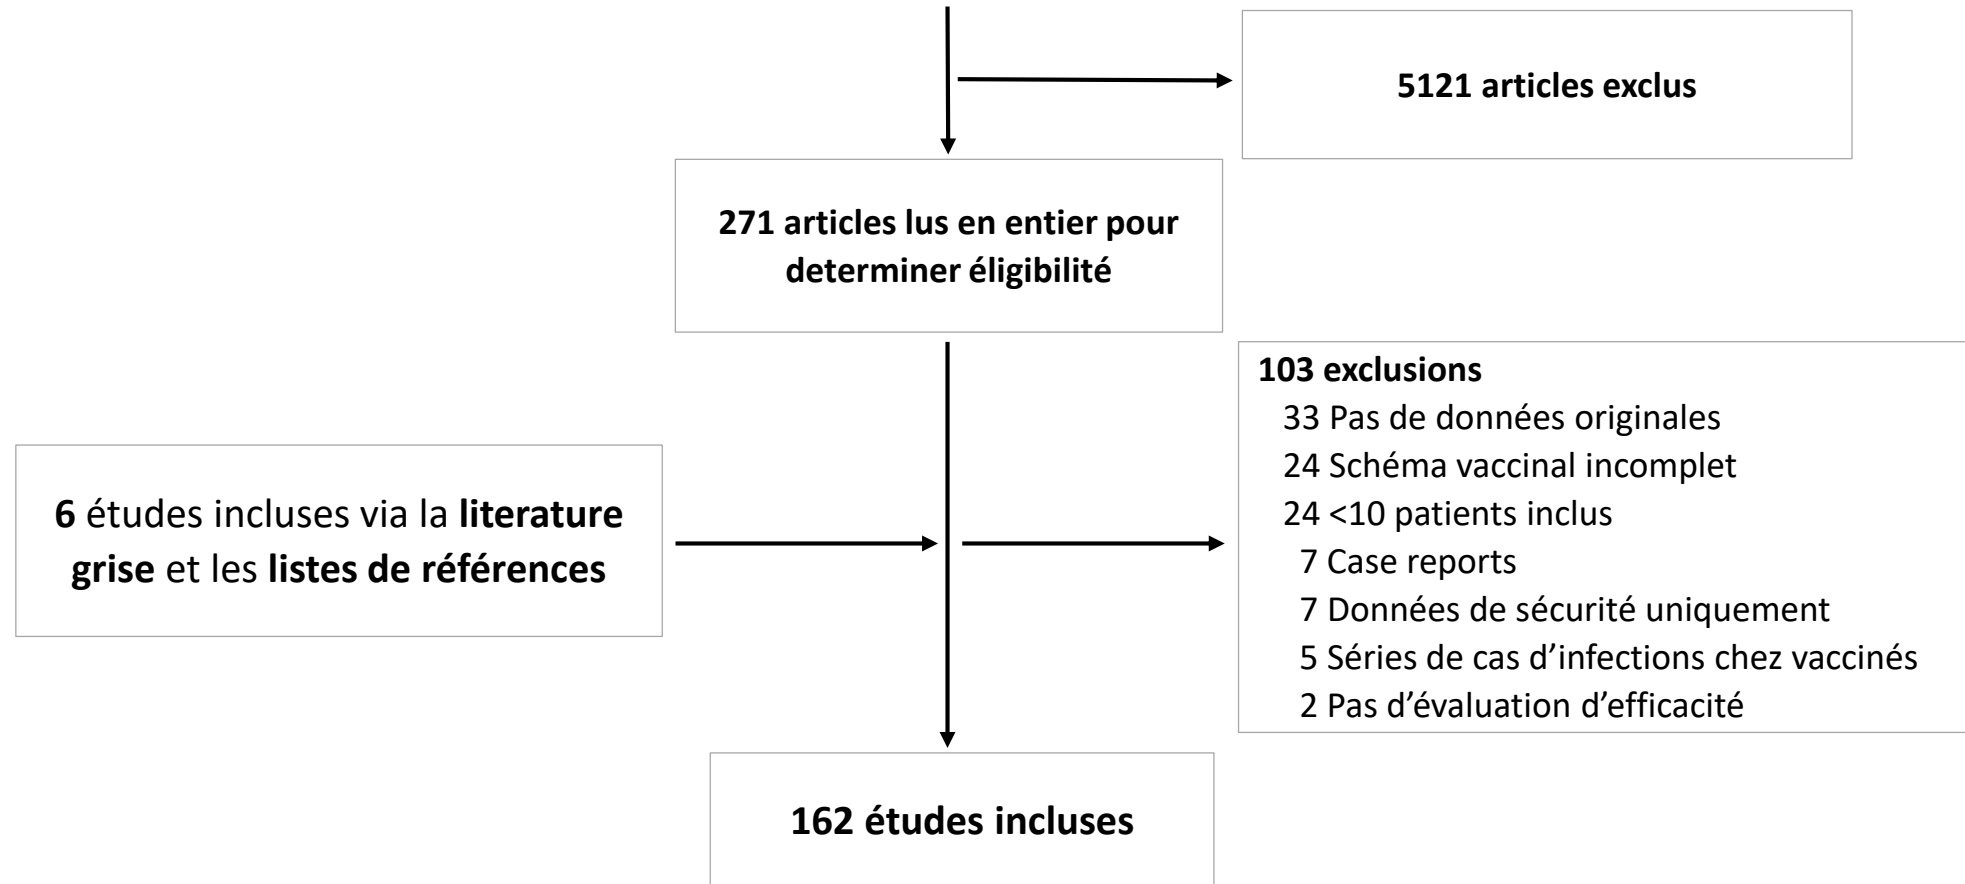 5121 articles exclus
271 articles lus en entier pour
determiner éligibilité
103 exclusions
33 Pas de données originales
24 Schéma vaccinal incomplet
24 <10 patients inclus
7 Case reports
7 Données de sécurité uniquement
5 Séries de cas d’infections chez vaccinés
2 Pas d’évaluation d’efficacité
6 études incluses via la literature
grise et les listes de références
162 études incluses